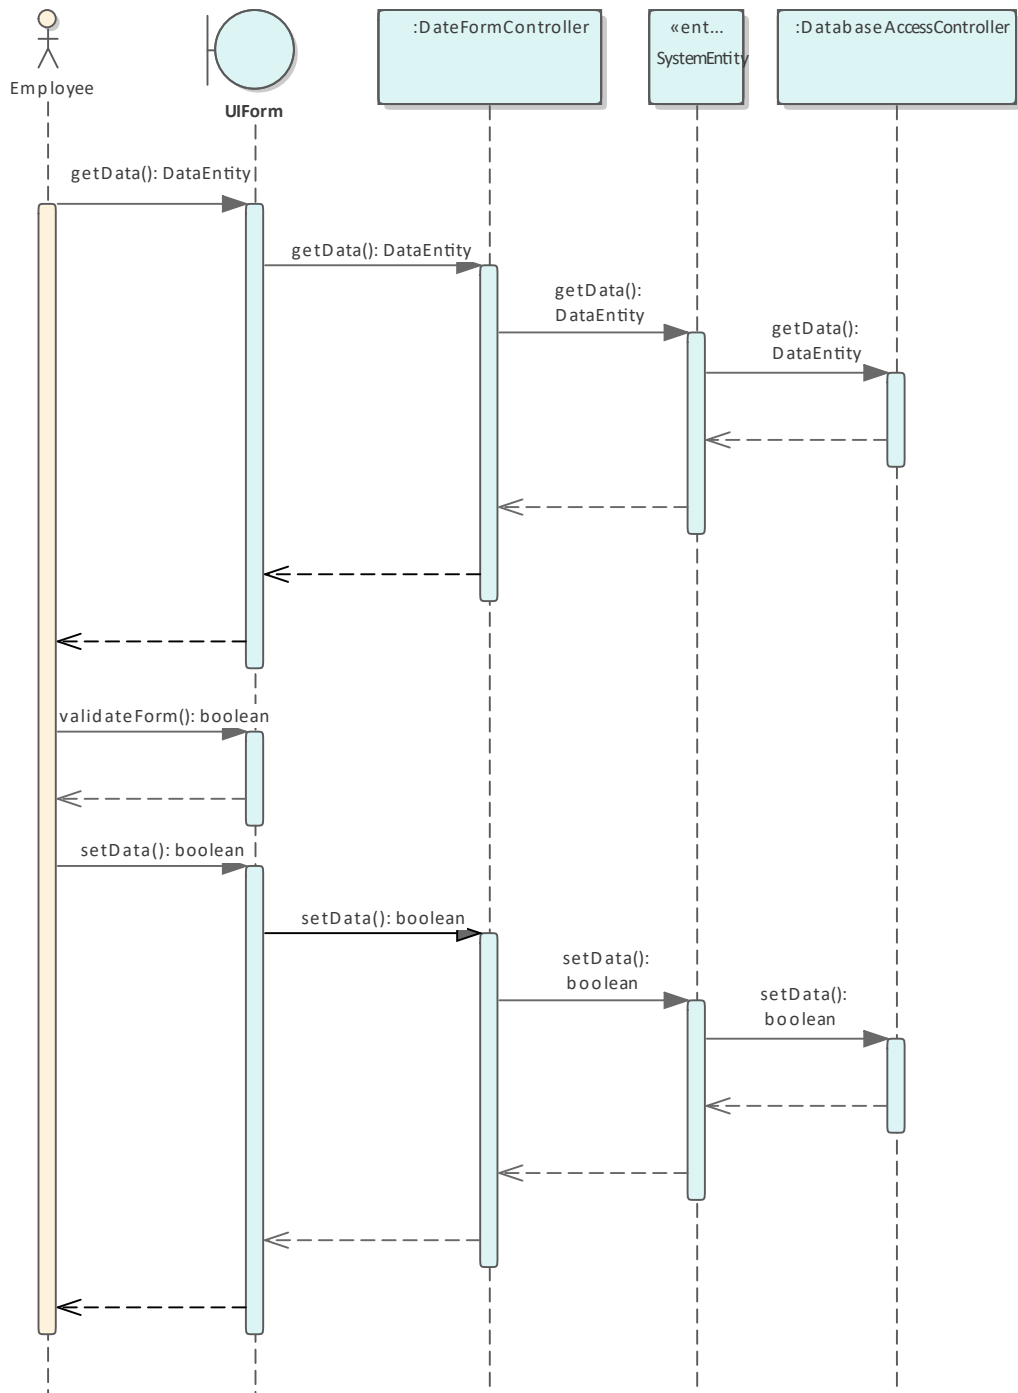 Employee
UIForm
:DateFormController
«ent...
SystemEntity
:DatabaseAccessController
getData(): DataEntity
getData(): DataEntity
getData():
DataEntity
getData():
DataEntity
validateForm(): boolean
setData(): boolean
setData(): boolean
setData():
boolean
setData():
boolean